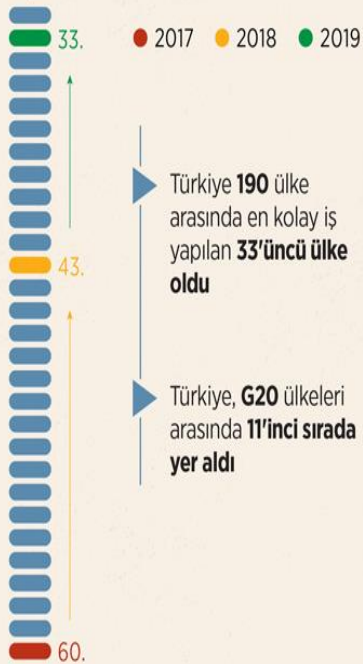 33.
2017 2018 2019
Türkiye 190 ülke
arasında en kolay iş
yapılan 33'üncü ülke
oldu
43.
Türkiye, G20 ülkeleri
arasında 11'inci sırada
yer aldı
60.